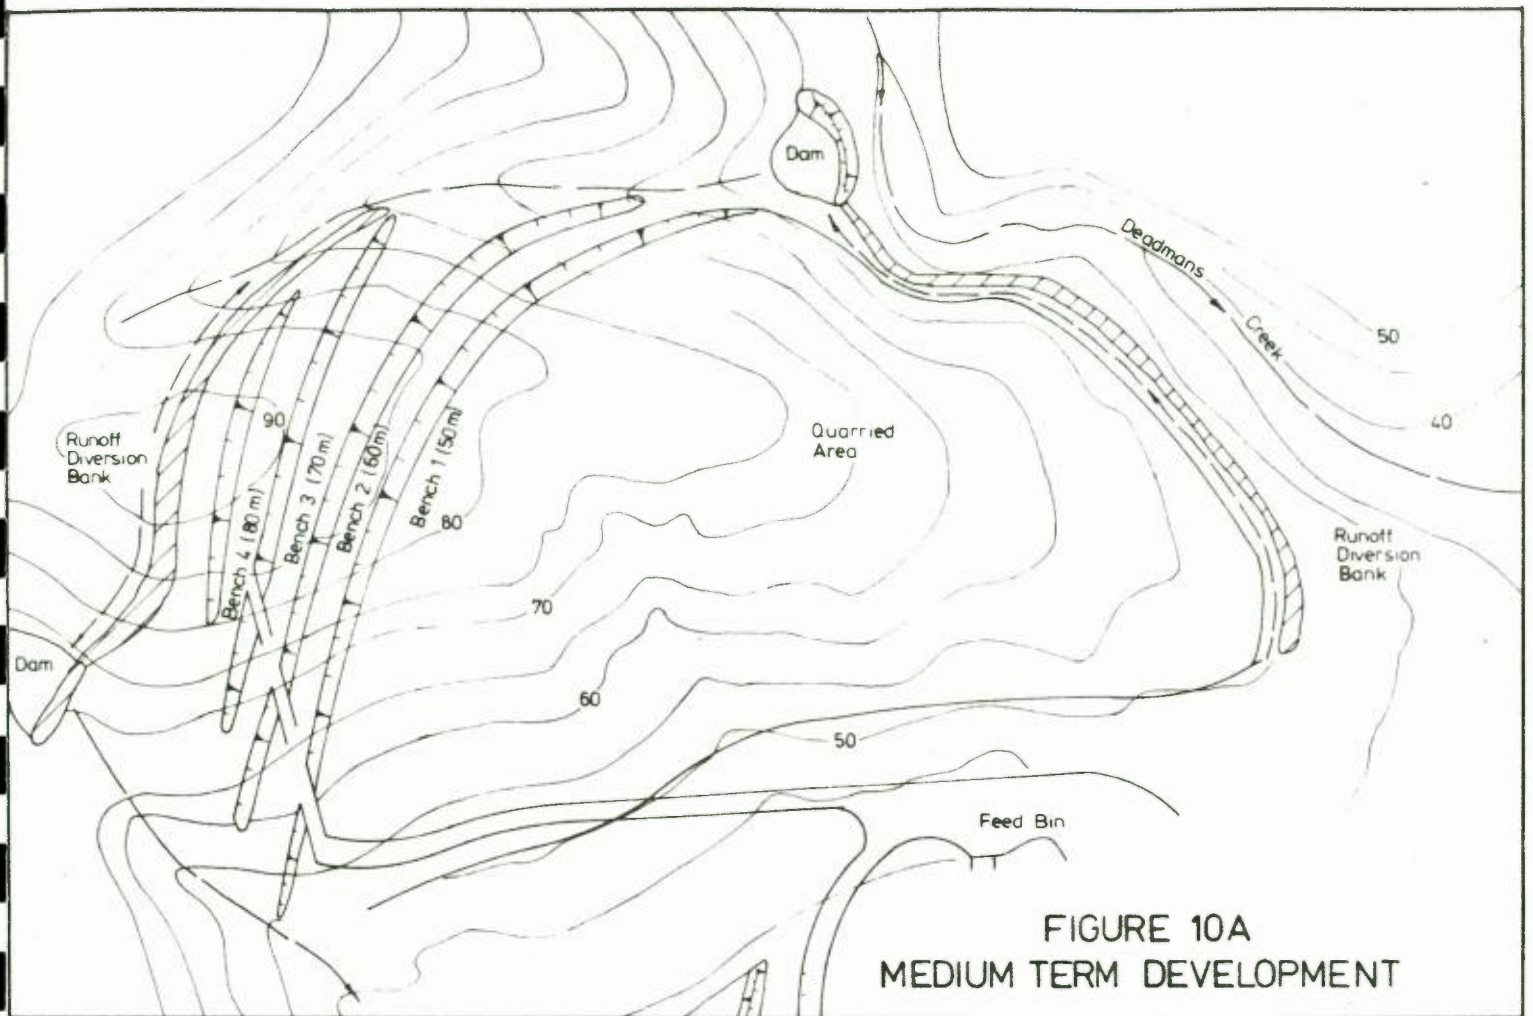 Dam
Deadmans
Creek
50
40
90
Runoff
Diversion
Bank
Quarried
Area
Bench 4 (80m)
Bench 3 (70m)
Bench 2 (60m)
Bench 1 (50m)
80
Runoff
Diversion
Bank
70
Dam
60
50
Feed Bin
FIGURE 10A
MEDIUM TERM DEVELOPMENT